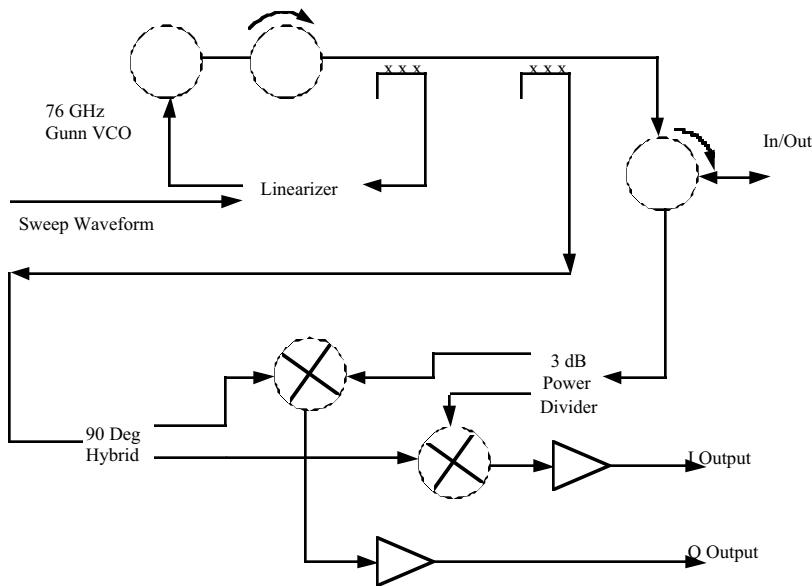 x x x
x x x
76 GHz
Gunn VCO
In/Out
Linearizer
Sweep Waveform
3 dB
Power
Divider
90 Deg
Hybrid
I Output
Q Output